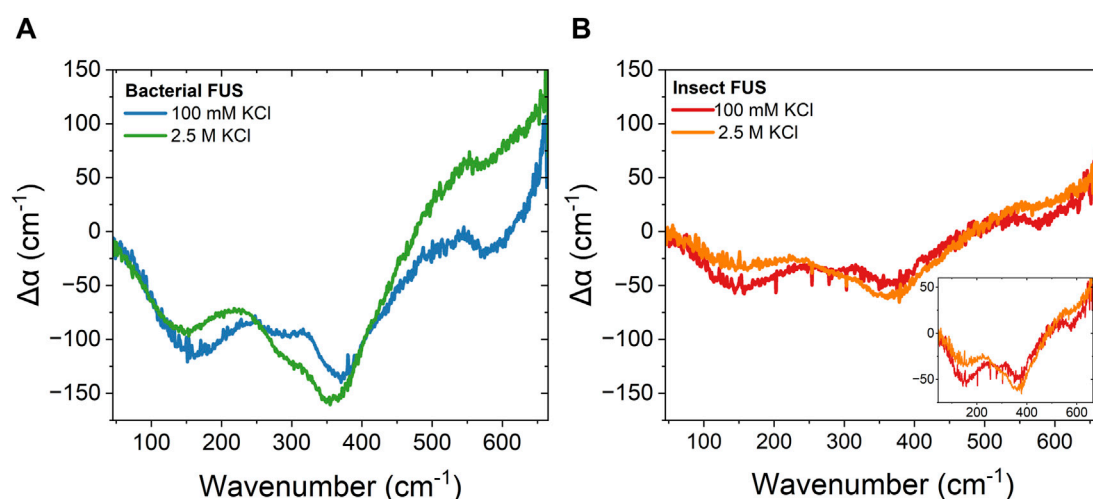 A
B
150
100
50
0
−50
−100
−150
Δα (cm⁻¹)
Bacterial FUS
100 mM KCl
2.5 M KCl
100 200 300 400 500 600
Wavenumber (cm⁻¹)
150
100
50
0
−50
−100
−150
Δα (cm⁻¹)
Insect FUS
100 mM KCl
2.5 M KCl
50
0
−50
200 400 600
100 200 300 400 500 600
Wavenumber (cm⁻¹)